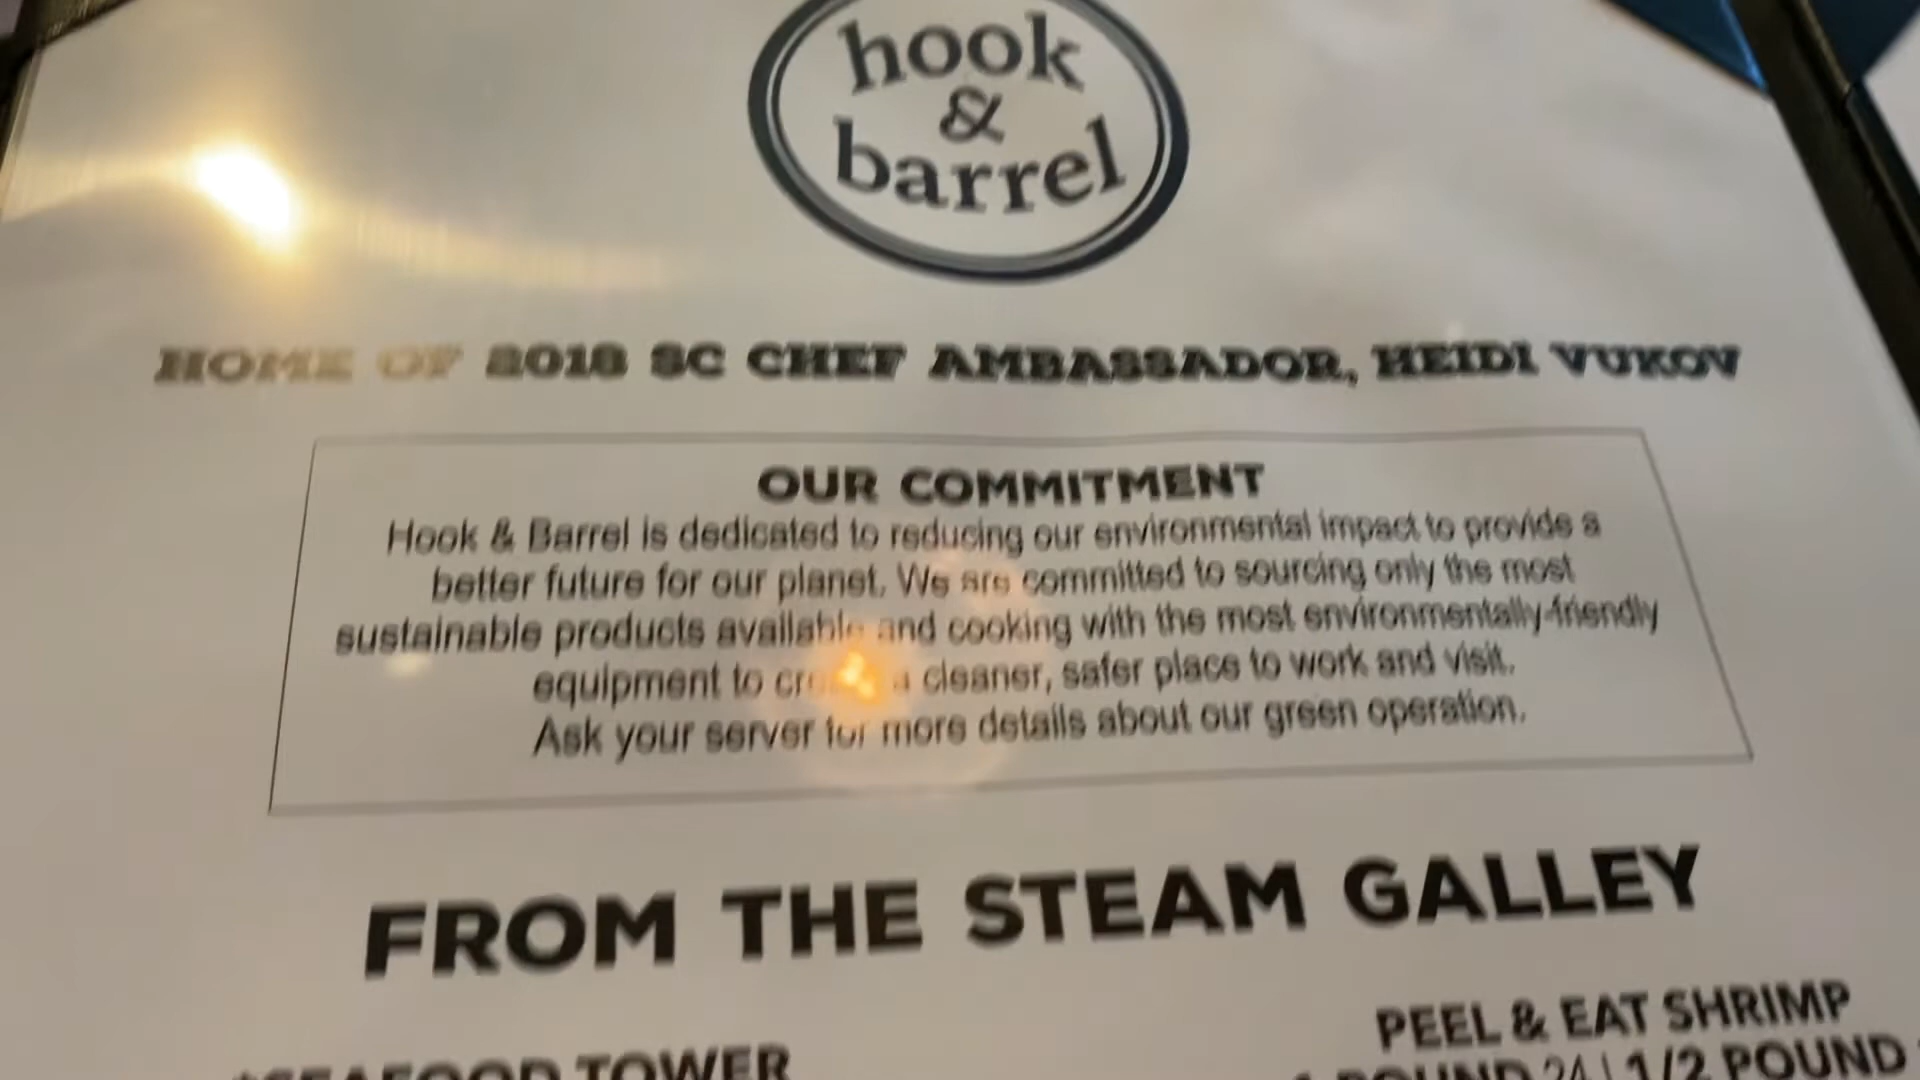 hook
&
barrel
HOME OF 2018 SC CHEF AMBASSADOR, HEIDI VUKOV
OUR COMMITMENT
Hook & Barrel is dedicated to reducing our environmental impact to provide a
better future for our planet. We are committed to sourcing only the most
sustainable products available and cooking with the most environmentally-friendly
equipment to a cleaner, safer place to work and visit.
Ask your server for more details about our green operation.
FROM THE STEAM GALLEY
PEEL & EAT SHRIMP
*SEAFOOD TOWER
POUND 24 | 1/2 POUND